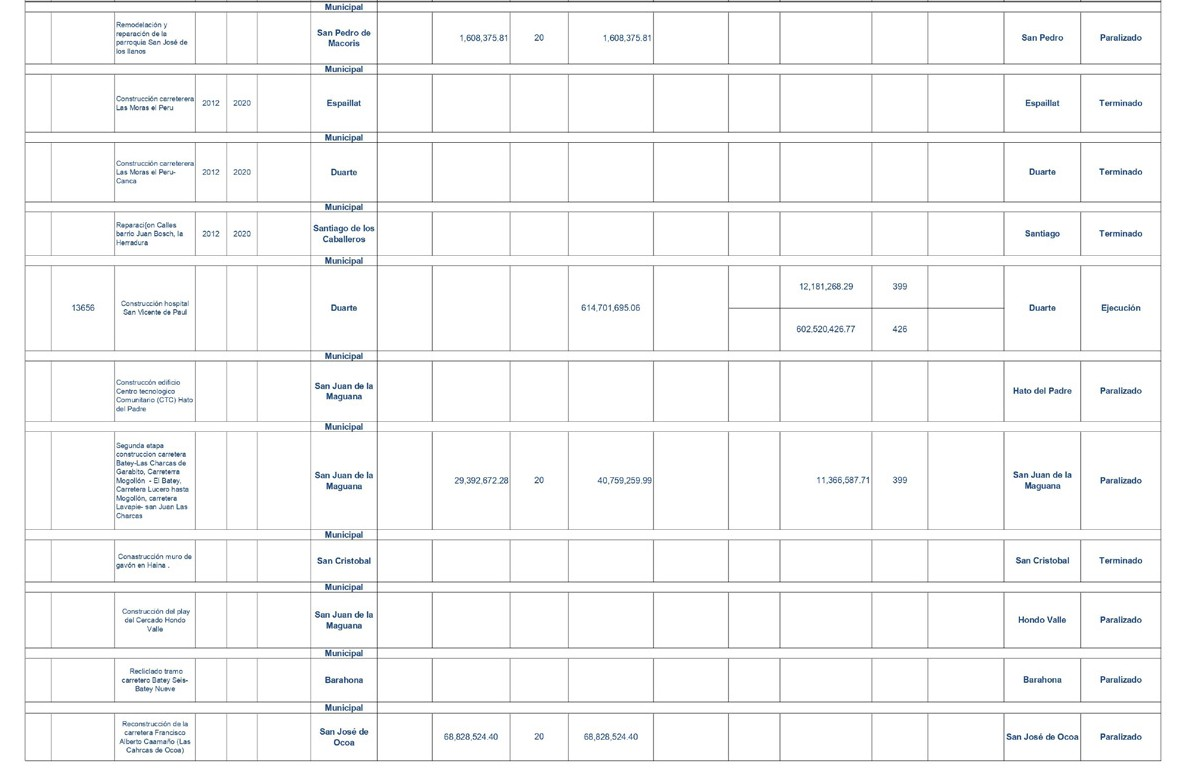 Municipal
Remodelación y
reparación de la
parroquia San José de
los llanos
San Pedro de
Macoris
1,608,375.81
20
1,608,375.81
San Pedro
Paralizado
Municipal
Construcción carreterera
Las Moras el Peru
2012
2020
Espaillat
Espaillat
Terminado
Municipal
Construcción carreterera
Las Moras el Peru-
Canca
2012
2020
Duarte
Duarte
Terminado
Municipal
Reparaci[on Calles
barrio Juan Bosch, la
Herradura
2012
2020
Santiago de los
Caballeros
Santiago
Terminado
Municipal
13656
Construcción hospital
San Vicente de Paul
Duarte
614,701,695.06
12,181,268.29
399
602,520,426.77
426
Duarte
Ejecución
Municipal
Construccón edificio
Centro tecnologico
Comunitario (CTC) Hato
del Padre
San Juan de la
Maguana
Hato del Padre
Paralizado
Municipal
Segunda etapa
construccion carretera
Batey-Las Charcas de
Garabito, Carreterra
Mogollón - El Batey,
Carretera Lucero hasta
Mogollón, carretera
Lavapie- san Juan Las
Charcas
San Juan de la
Maguana
29,392,672.28
20
40,759,259.99
11,366,587.71
399
San Juan de la
Maguana
Paralizado
Municipal
Conastrucción muro de
gavón en Haina .
San Cristobal
San Cristobal
Terminado
Municipal
Construcción del play
del Cercado Hondo
Valle
San Juan de la
Maguana
Hondo Valle
Paralizado
Municipal
Recliclado tramo
carretero Batey Seis-
Batey Nueve
Barahona
Barahona
Paralizado
Municipal
Reconstrucción de la
carretera Francisco
Alberto Caamaño (Las
Cahrcas de Ocoa)
San José de
Ocoa
68,828,524.40
20
68,828,524.40
San José de Ocoa
Paralizado